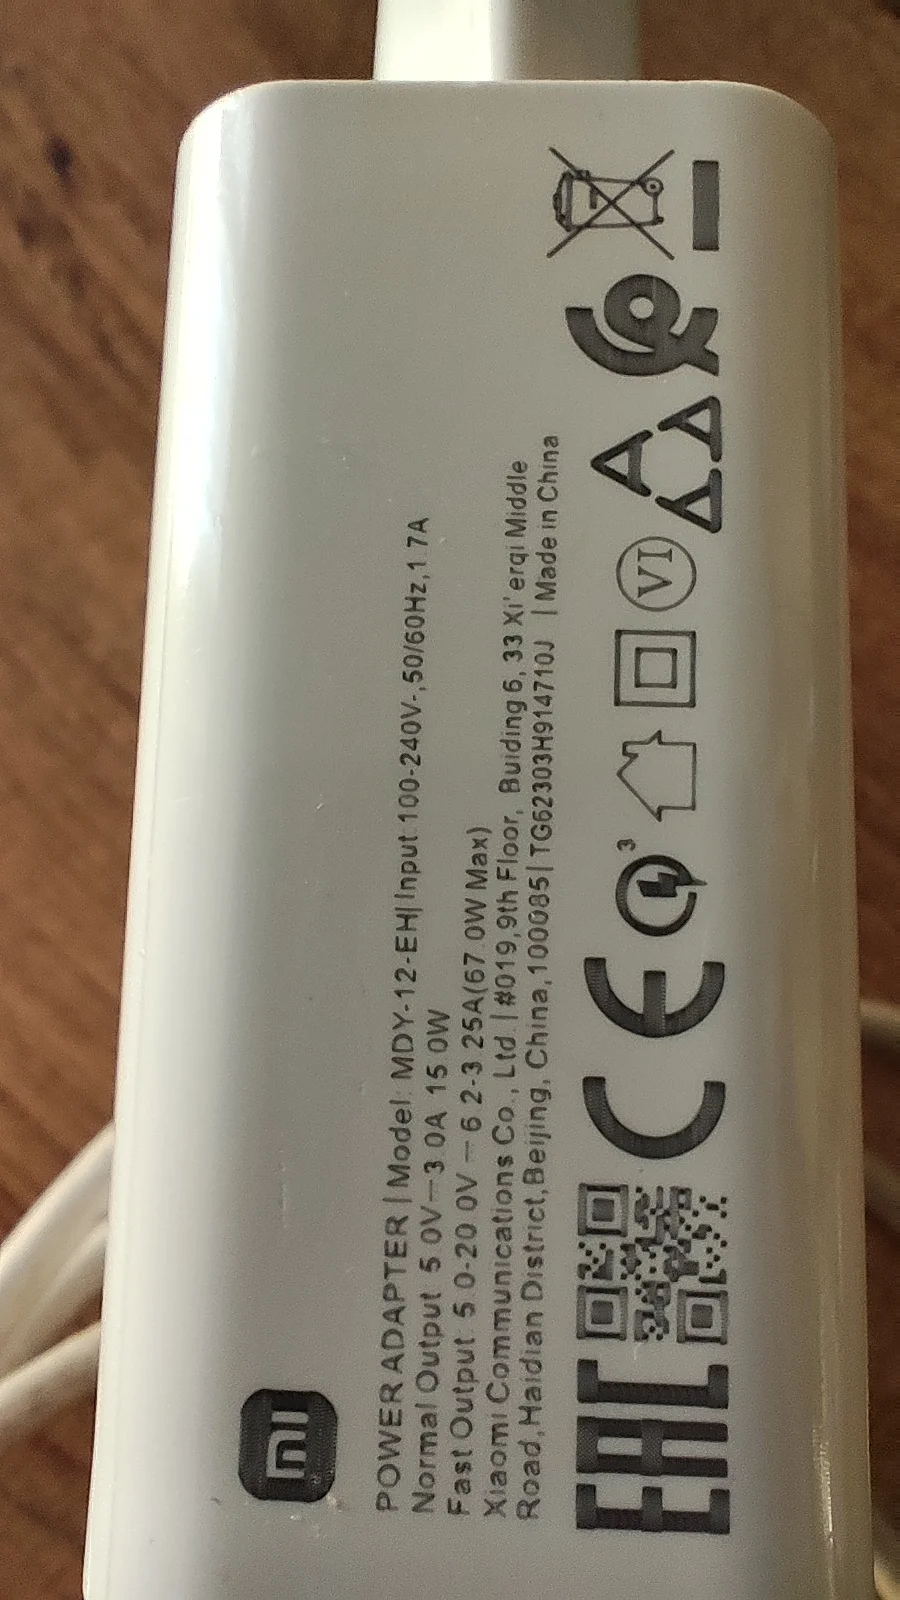 mi
POWER ADAPTER | Model: MDY-12-EH| Input:100-240V~,50/60Hz,1.7A
Normal Output: 5.0V⎓3.0A 15.0W
Fast Output: 5.0-20.0V⎓6.2-3.25A(67.0W Max)
Xiaomi Communications Co., Ltd. | #019,9th Floor, Buiding 6, 33 Xi'erqi Middle
Road,Haidian District,Beijing, China,100085| TG62303H914710J | Made in China
EAC CE 3 VI